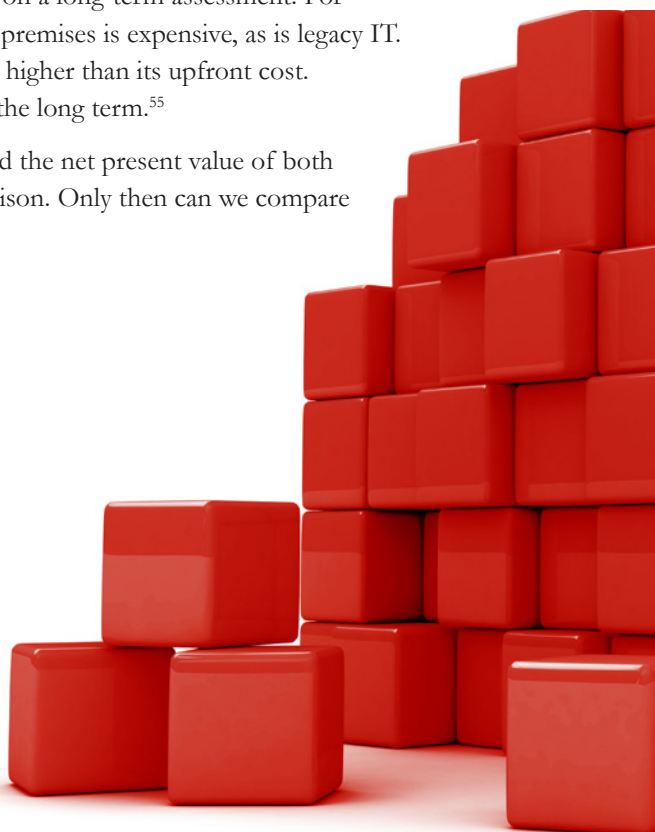 on a long-term assessment. For
premises is expensive, as is legacy IT.
higher than its upfront cost.
the long term.55
the net present value of both
Only then can we compare